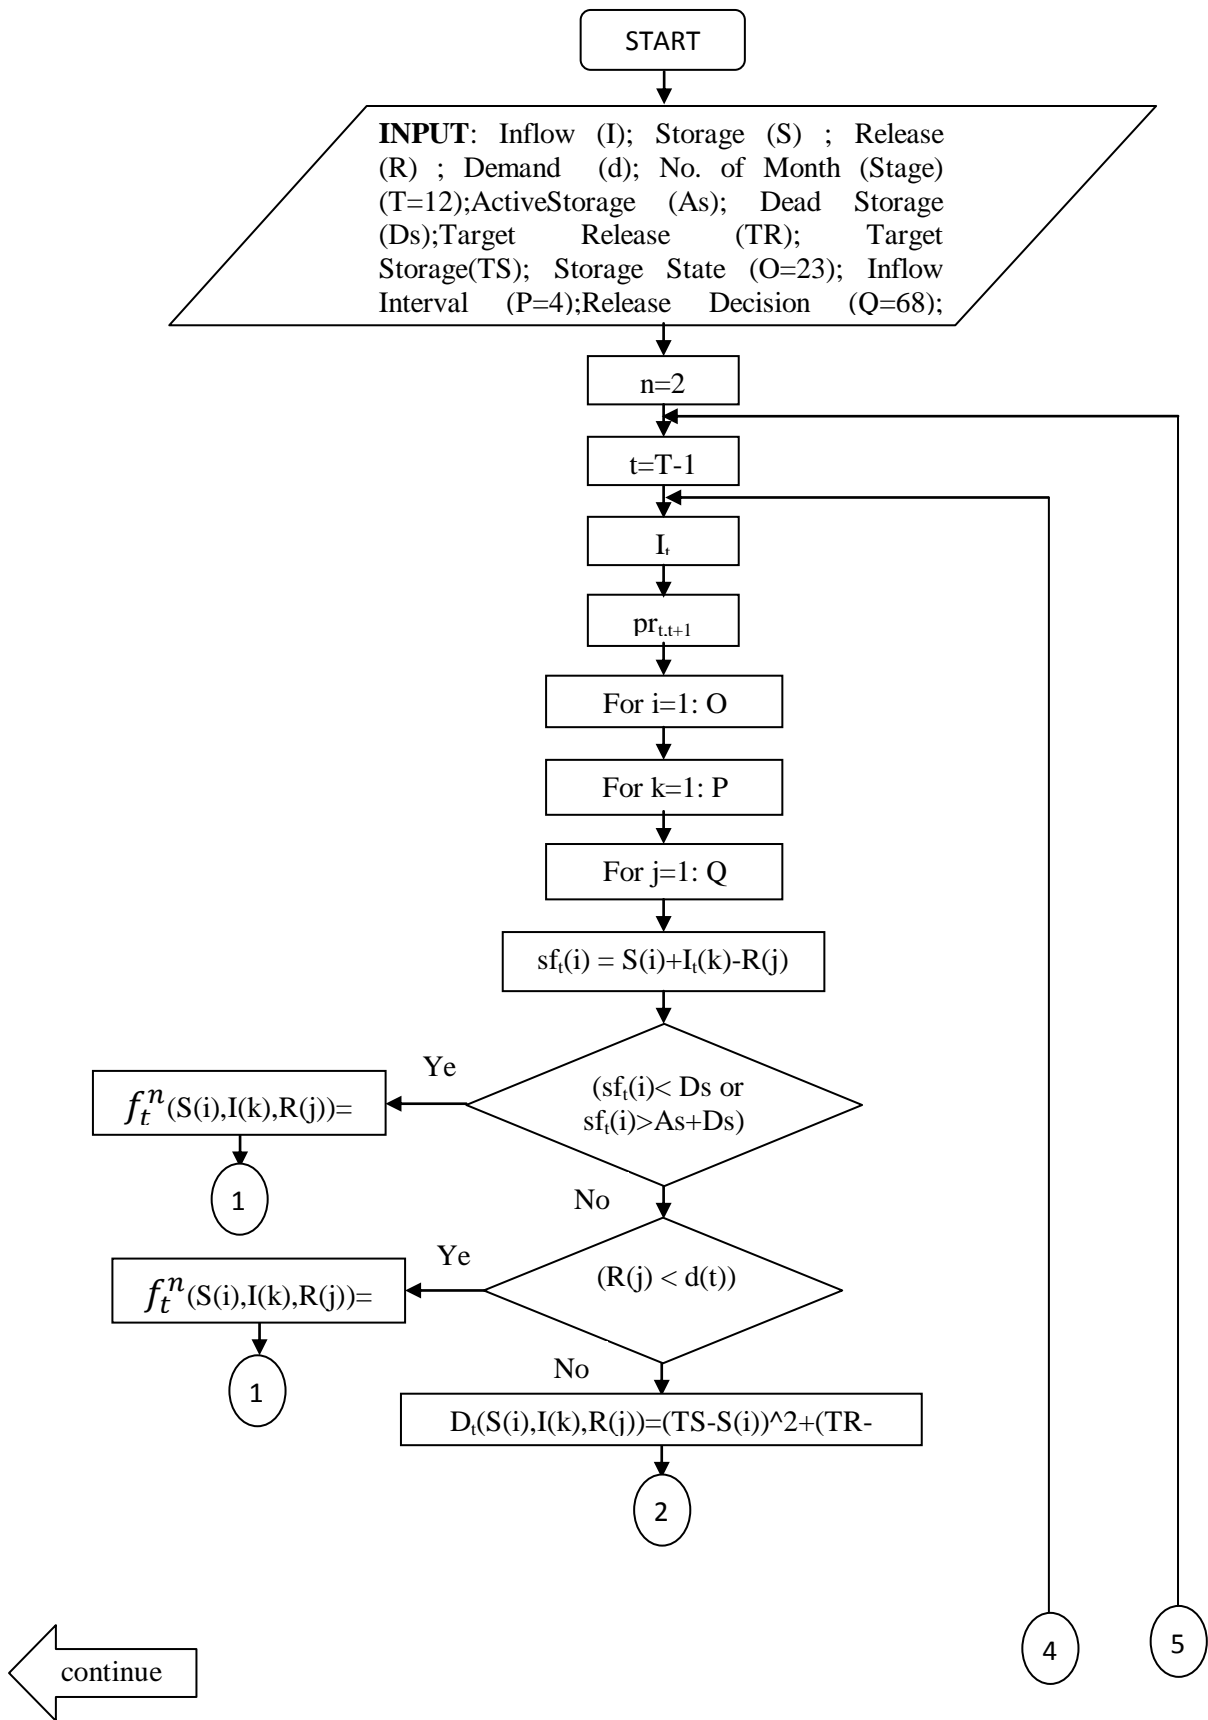 START
INPUT: Inflow (I); Storage (S) ; Release
(R) ; Demand (d); No. of Month (Stage)
(T=12);ActiveStorage (As); Dead Storage
(Ds);Target Release (TR); Target
Storage(TS); Storage State (O=23); Inflow
Interval (P=4);Release Decision (Q=68);
n=2
t=T-1
Iₜ
prₜ,ₜ₊₁
For i=1: O
For k=1: P
For j=1: Q
sfₜ(i) = S(i)+Iₜ(k)-R(j)
(sfₜ(i)< Ds or
sfₜ(i)>As+Ds)
Ye
fₜⁿ(S(i),I(k),R(j))=
1
No
(R(j) < d(t))
Ye
fₜⁿ(S(i),I(k),R(j))=
1
No
Dₜ(S(i),I(k),R(j))=(TS-S(i))^2+(TR-
2
4
5
continue